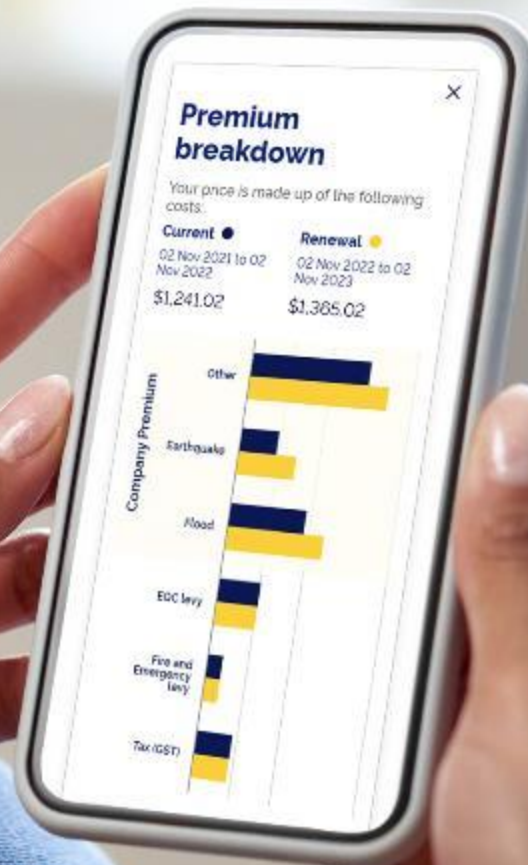 Premium
breakdown
Your price is made up of the following
costs:
Current
Renewal
02 Nov 2021 to 02
Nov 2022
02 Nov 2022 to 02
Nov 2023
$1,241.02
$1,365.02
Company Premium
Other
Earthquake
Flood
EQC levy
Fire and
Emergency
levy
Tax (GST)